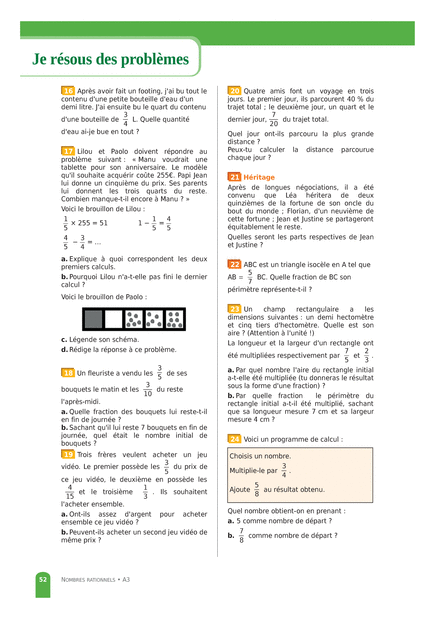 Je résous des problèmes
16 Après avoir fait un footing, j'ai bu tout le
contenu d'une petite bouteille d'eau d'un
demi litre. J'ai ensuite bu le quart du contenu
d'une bouteille de 3/4 L. Quelle quantité
d'eau ai-je bue en tout ?
17 Lilou et Paolo doivent répondre au
problème suivant : « Manu voudrait une
tablette pour son anniversaire. Le modèle
qu'il souhaite acquérir coûte 255€. Papi Jean
lui donne un cinquième du prix. Ses parents
lui donnent les trois quarts du reste.
Combien manque-t-il encore à Manu ? »
Voici le brouillon de Lilou :
1/5 × 255 = 51 1 − 1/5 = 4/5
4/5 − 3/4 = ...
a. Explique à quoi correspondent les deux
premiers calculs.
b. Pourquoi Lilou n'a-t-elle pas fini le dernier
calcul ?
Voici le brouillon de Paolo :
c. Légende son schéma.
d. Rédige la réponse à ce problème.
18 Un fleuriste a vendu les 3/5 de ses
bouquets le matin et les 3/10 du reste
l'après-midi.
a. Quelle fraction des bouquets lui reste-t-il
en fin de journée ?
b. Sachant qu'il lui reste 7 bouquets en fin de
journée, quel était le nombre initial de
bouquets ?
19 Trois frères veulent acheter un jeu
vidéo. Le premier possède les 3/5 du prix de
ce jeu vidéo, le deuxième en possède les
4/15 et le troisième 1/3 . Ils souhaitent
l'acheter ensemble.
a. Ont-ils assez d'argent pour acheter
ensemble ce jeu vidéo ?
b. Peuvent-ils acheter un second jeu vidéo de
même prix ?
20 Quatre amis font un voyage en trois
jours. Le premier jour, ils parcourent 40 % du
trajet total ; le deuxième jour, un quart et le
dernier jour, 7/20 du trajet total.
Quel jour ont-ils parcouru la plus grande
distance ?
Peux-tu calculer la distance parcourue
chaque jour ?
21 Héritage
Après de longues négociations, il a été
convenu que Léa héritera de deux
quinzièmes de la fortune de son oncle du
bout du monde ; Florian, d'un neuvième de
cette fortune ; Jean et Justine se partageront
équitablement le reste.
Quelles seront les parts respectives de Jean
et Justine ?
22 ABC est un triangle isocèle en A tel que
AB = 5/7 BC. Quelle fraction de BC son
périmètre représente-t-il ?
23 Un champ rectangulaire a les
dimensions suivantes : un demi hectomètre
et cinq tiers d'hectomètre. Quelle est son
aire ? (Attention à l'unité !)
La longueur et la largeur d'un rectangle ont
été multipliées respectivement par 7/5 et 2/3 .
a. Par quel nombre l'aire du rectangle initial
a-t-elle été multipliée (tu donneras le résultat
sous la forme d'une fraction) ?
b. Par quelle fraction le périmètre du
rectangle initial a-t-il été multiplié, sachant
que sa longueur mesure 7 cm et sa largeur
mesure 4 cm ?
24 Voici un programme de calcul :
Choisis un nombre.
Multiplie-le par 3/4 .
Ajoute 5/8 au résultat obtenu.
Quel nombre obtient-on en prenant :
a. 5 comme nombre de départ ?
b. 7/8 comme nombre de départ ?
52 NOMBRES RATIONNELS • A3